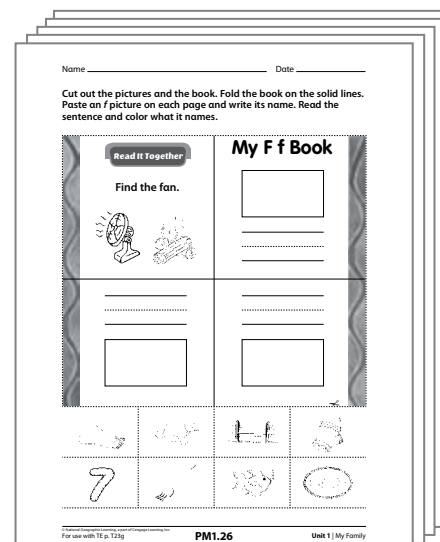 Name Date
Cut out the pictures and the book. Fold the book on the solid lines.
Paste an f picture on each page and write its name. Read the
sentence and color what it names.
Read It Together
Find the fan.
My F f Book
7
© National Geographic Learning, a part of Cengage Learning, Inc.
For use with TE p. T23g
PM1.26
Unit 1 | My Family